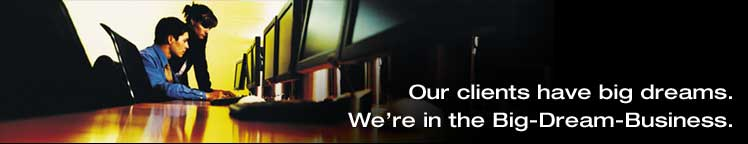 Our clients have big dreams.
We're in the Big-Dream-Business.